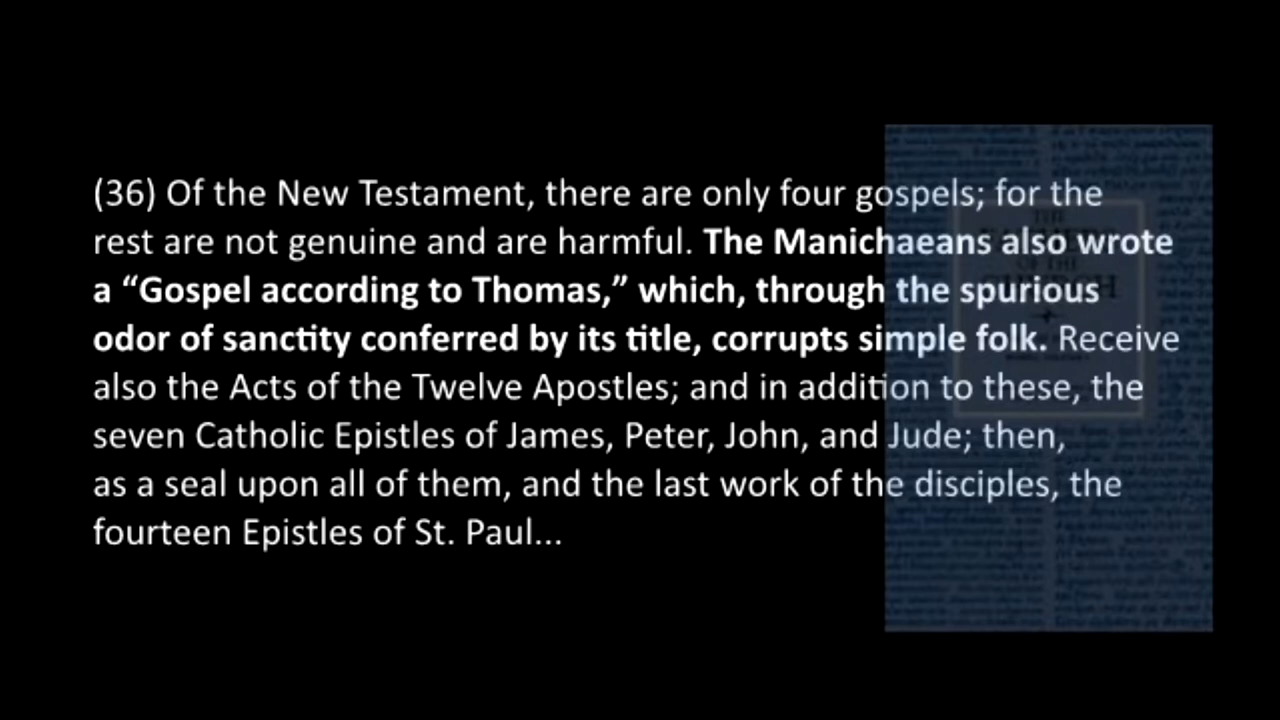 (36) Of the New Testament, there are only four gospels; for the
rest are not genuine and are harmful. The Manichaeans also wrote
a “Gospel according to Thomas,” which, through the spurious
odor of sanctity conferred by its title, corrupts simple folk. Receive
also the Acts of the Twelve Apostles; and in addition to these, the
seven Catholic Epistles of James, Peter, John, and Jude; then,
as a seal upon all of them, and the last work of the disciples, the
fourteen Epistles of St. Paul...
THE
OF THE
CHURCH